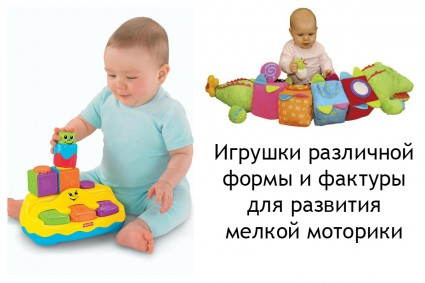 Игрушки различной
формы и фактуры
для развития
мелкой моторики